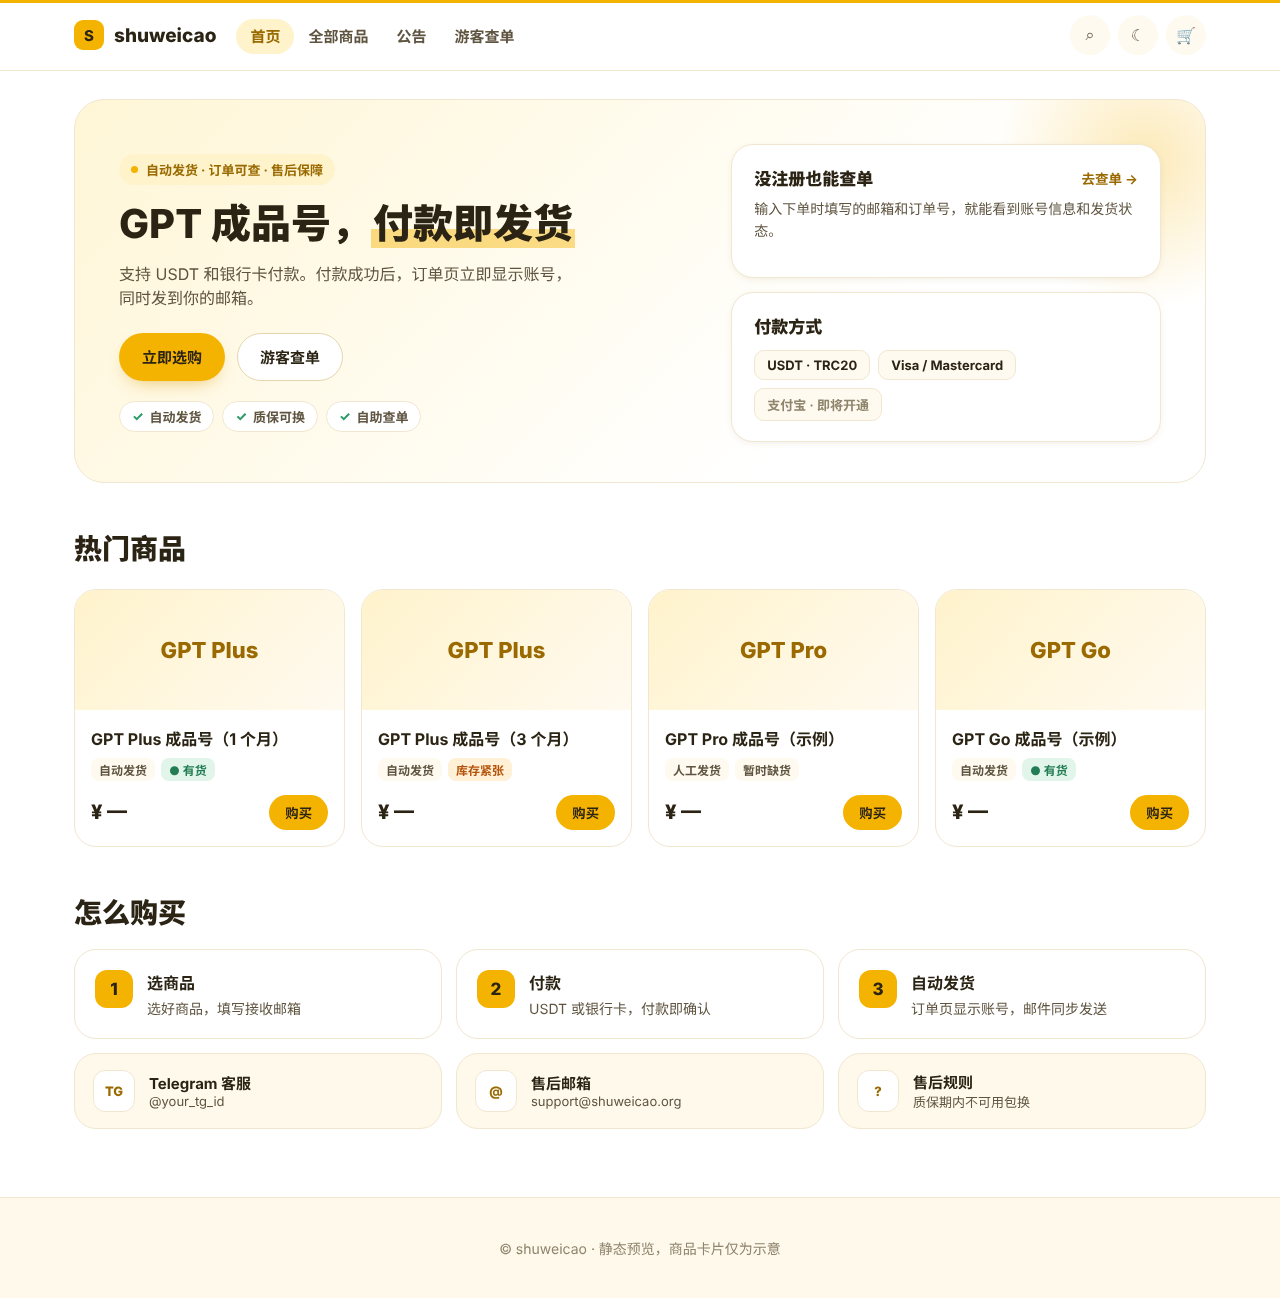 S shuweicao 首页 全部商品 公告 游客查单
自动发货 · 订单可查 · 售后保障
GPT 成品号，付款即发货
支持 USDT 和银行卡付款。付款成功后，订单页立即显示账号，
同时发到你的邮箱。
立即选购 游客查单
✓ 自动发货 ✓ 质保可换 ✓ 自助查单
没注册也能查单 去查单 →
输入下单时填写的邮箱和订单号，就能看到账号信息和发货状
态。
付款方式
USDT · TRC20 Visa / Mastercard
支付宝 · 即将开通
热门商品
GPT Plus
GPT Plus 成品号（1 个月）
自动发货 ● 有货
¥ — 购买
GPT Plus
GPT Plus 成品号（3 个月）
自动发货 库存紧张
¥ — 购买
GPT Pro
GPT Pro 成品号（示例）
人工发货 暂时缺货
¥ — 购买
GPT Go
GPT Go 成品号（示例）
自动发货 ● 有货
¥ — 购买
怎么购买
1 选商品
选好商品，填写接收邮箱
2 付款
USDT 或银行卡，付款即确认
3 自动发货
订单页显示账号，邮件同步发送
TG Telegram 客服
@your_tg_id
@ 售后邮箱
support@shuweicao.org
? 售后规则
质保期内不可用包换
© shuweicao · 静态预览，商品卡片仅为示意